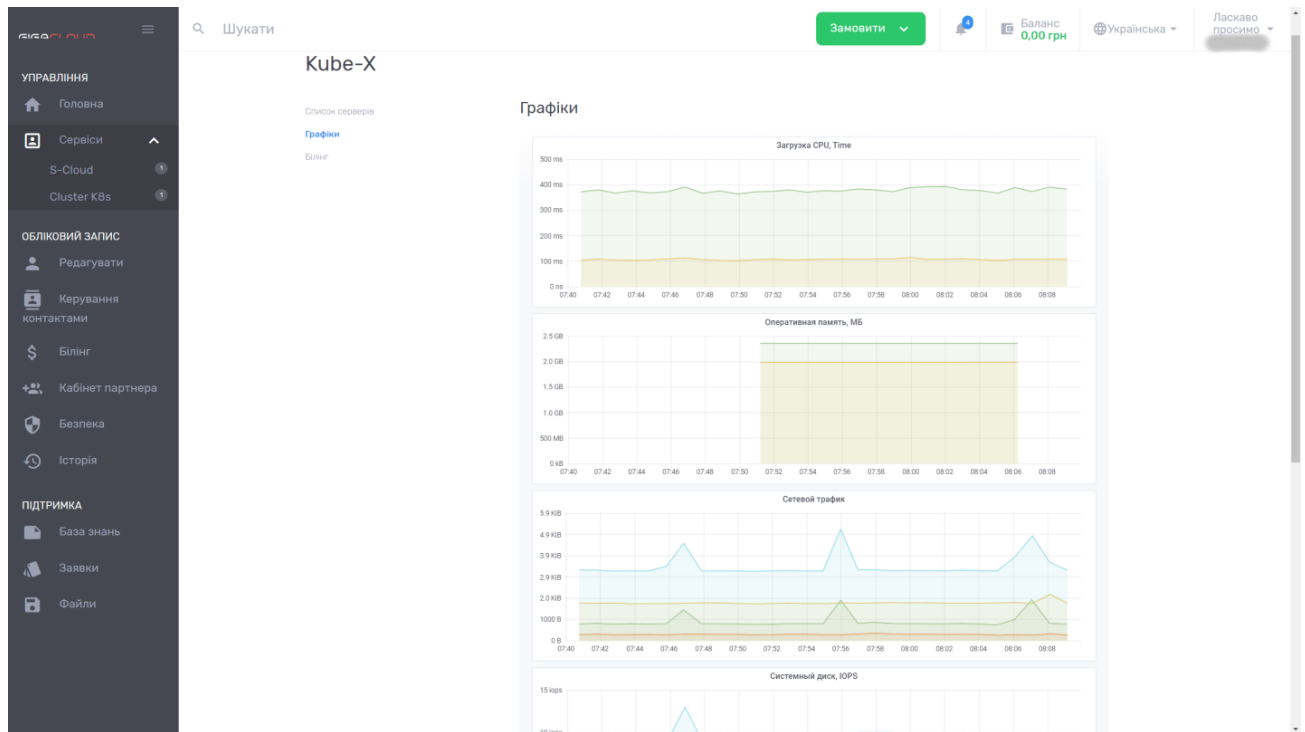 GIGACLOUD
Шукати
Замовити
4
Баланс
0,00 грн
Українська
Ласкаво
просимо
УПРАВЛІННЯ
Головна
Сервіси
S-Cloud 1
Cluster K8s 1
ОБЛІКОВИЙ ЗАПИС
Редагувати
Керування
контактами
Білінг
Кабінет партнера
Безпека
Історія
ПІДТРИМКА
База знань
Заявки
Файли
Kube-X
Список серверів
Графіки
Білінг
Графіки
Загрузка CPU, Time
500 ms
400 ms
300 ms
200 ms
100 ms
0 ms
07:40 07:42 07:44 07:46 07:48 07:50 07:52 07:54 07:56 07:58 08:00 08:02 08:04 08:06 08:08
Оперативная память, МБ
2.5 GB
2.0 GB
1.5 GB
1.0 GB
500 MB
0 kB
07:40 07:42 07:44 07:46 07:48 07:50 07:52 07:54 07:56 07:58 08:00 08:02 08:04 08:06 08:08
Сетевой трафик
5.9 KiB
4.9 KiB
3.9 KiB
2.9 KiB
2.0 KiB
1000 B
0 B
07:40 07:42 07:44 07:46 07:48 07:50 07:52 07:54 07:56 07:58 08:00 08:02 08:04 08:06 08:08
Системный диск, IOPS
15 iops